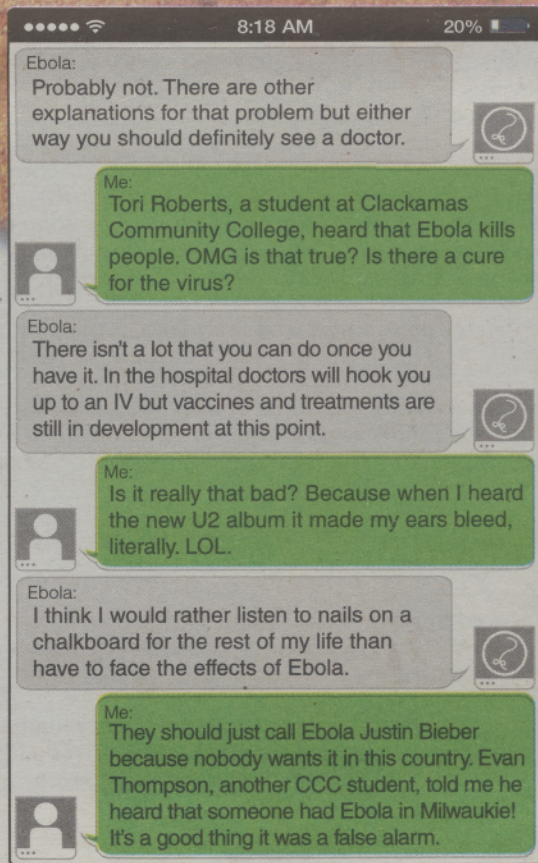 8:18 AM 20%
Ebola:
Probably not. There are other
explanations for that problem but either
way you should definitely see a doctor.
Me:
Tori Roberts, a student at Clackamas
Community College, heard that Ebola kills
people. OMG is that true? Is there a cure
for the virus?
Ebola:
There isn't a lot that you can do once you
have it. In the hospital doctors will hook you
up to an IV but vaccines and treatments are
still in development at this point.
Me:
Is it really that bad? Because when I heard
the new U2 album it made my ears bleed,
literally. LOL.
Ebola:
I think I would rather listen to nails on a
chalkboard for the rest of my life than
have to face the effects of Ebola.
Me:
They should just call Ebola Justin Bieber
because nobody wants it in this country. Evan
Thompson, another CCC student, told me he
heard that someone had Ebola in Milwaukie!
It's a good thing it was a false alarm.